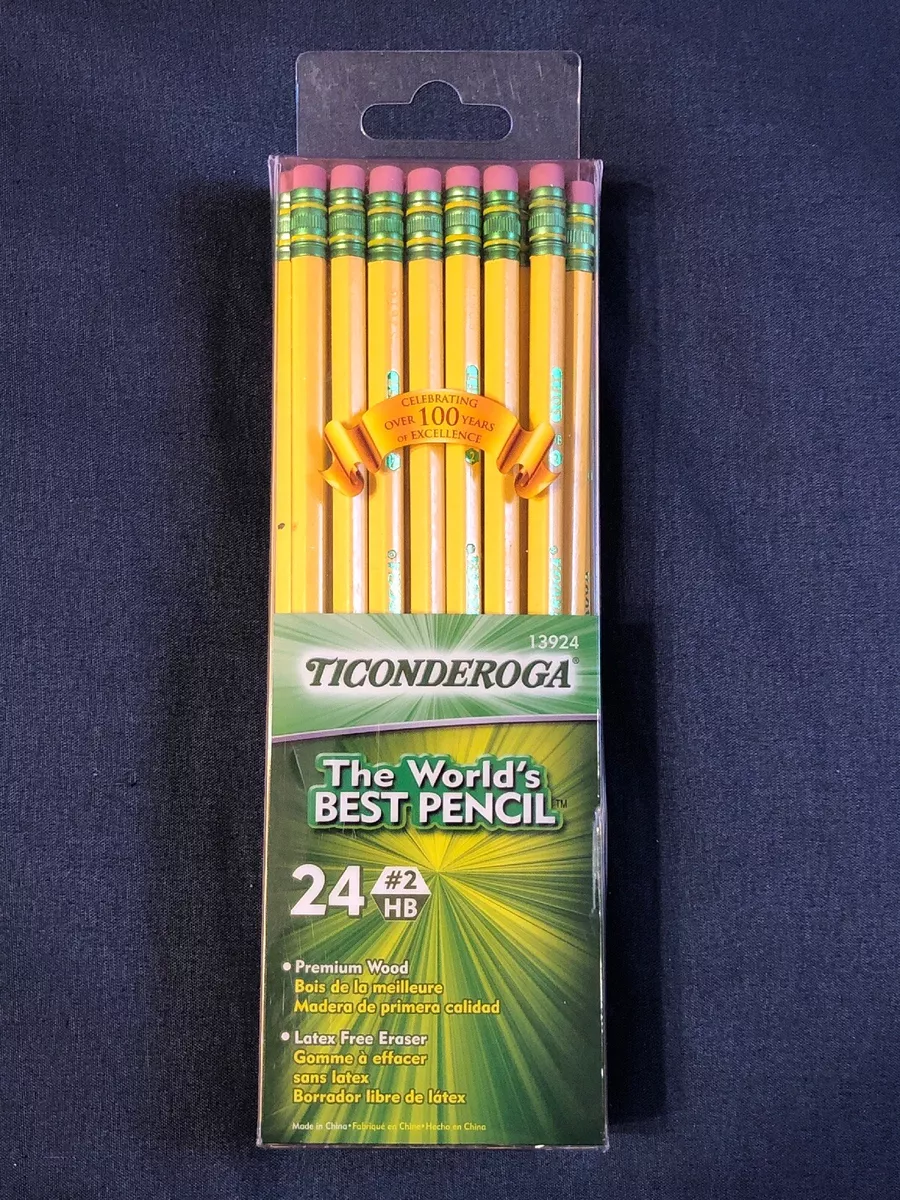 CELEBRATING
OVER 100 YEARS
OF EXCELLENCE
2
13924
TICONDEROGA®
The World's
BEST PENCIL™
24 #2
HB
• Premium Wood
Bois de la meilleure
Madera de primera calidad
• Latex Free Eraser
Gomme à effacer
sans latex
Borrador libre de látex
Made in China • Fabriqué en Chine • Hecho en China